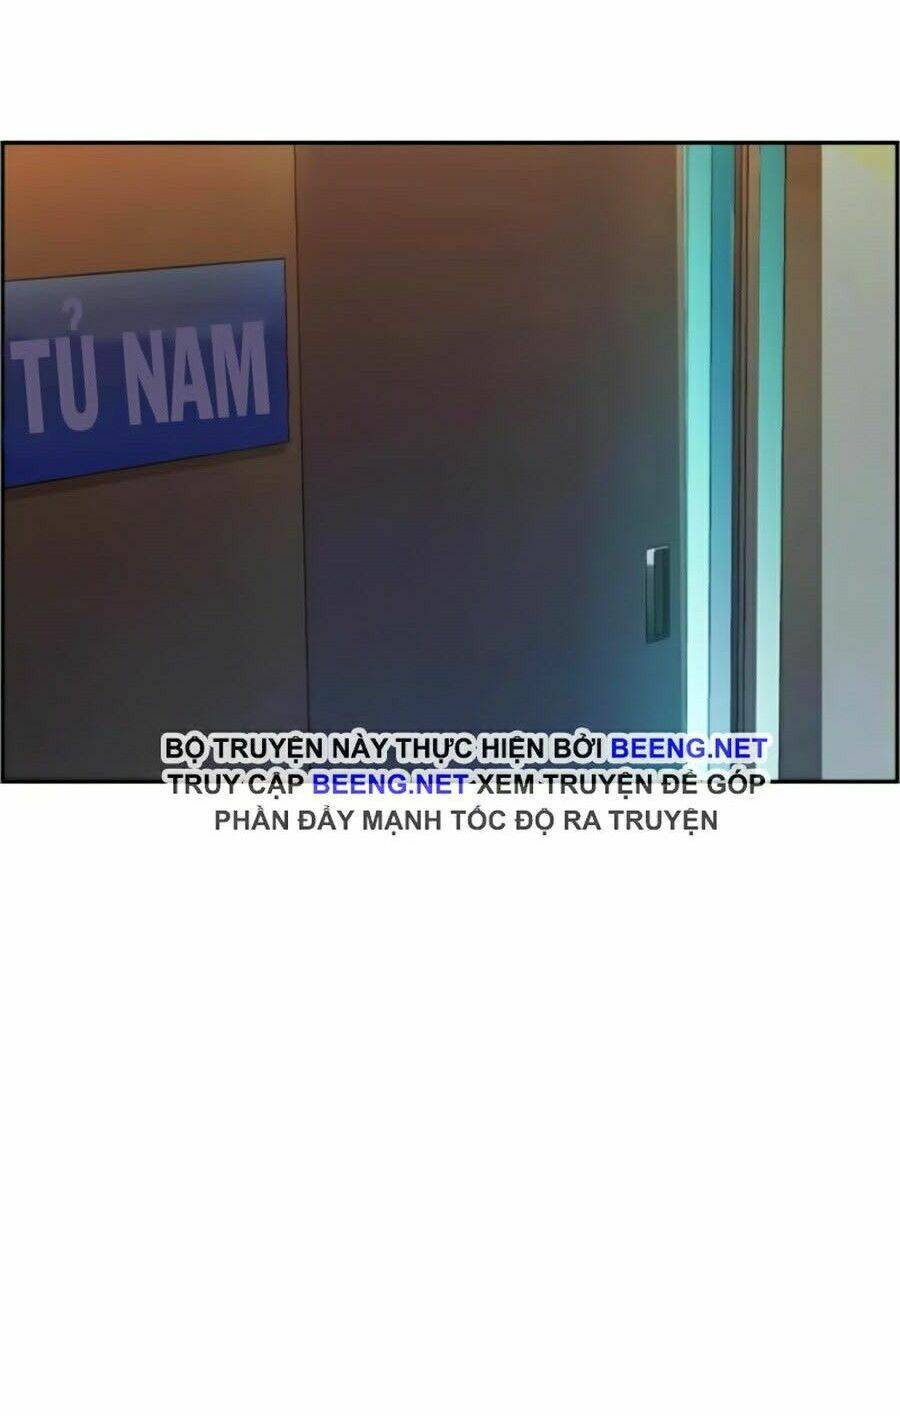 TỦ NAM
BỘ TRUYỆN NÀY THỰC HIỆN BỞI BEENG.NET
TRUY CẬP BEENG.NET XEM TRUYỆN ĐỂ GÓP
PHẦN ĐẨY MẠNH TỐC ĐỘ RA TRUYỆN